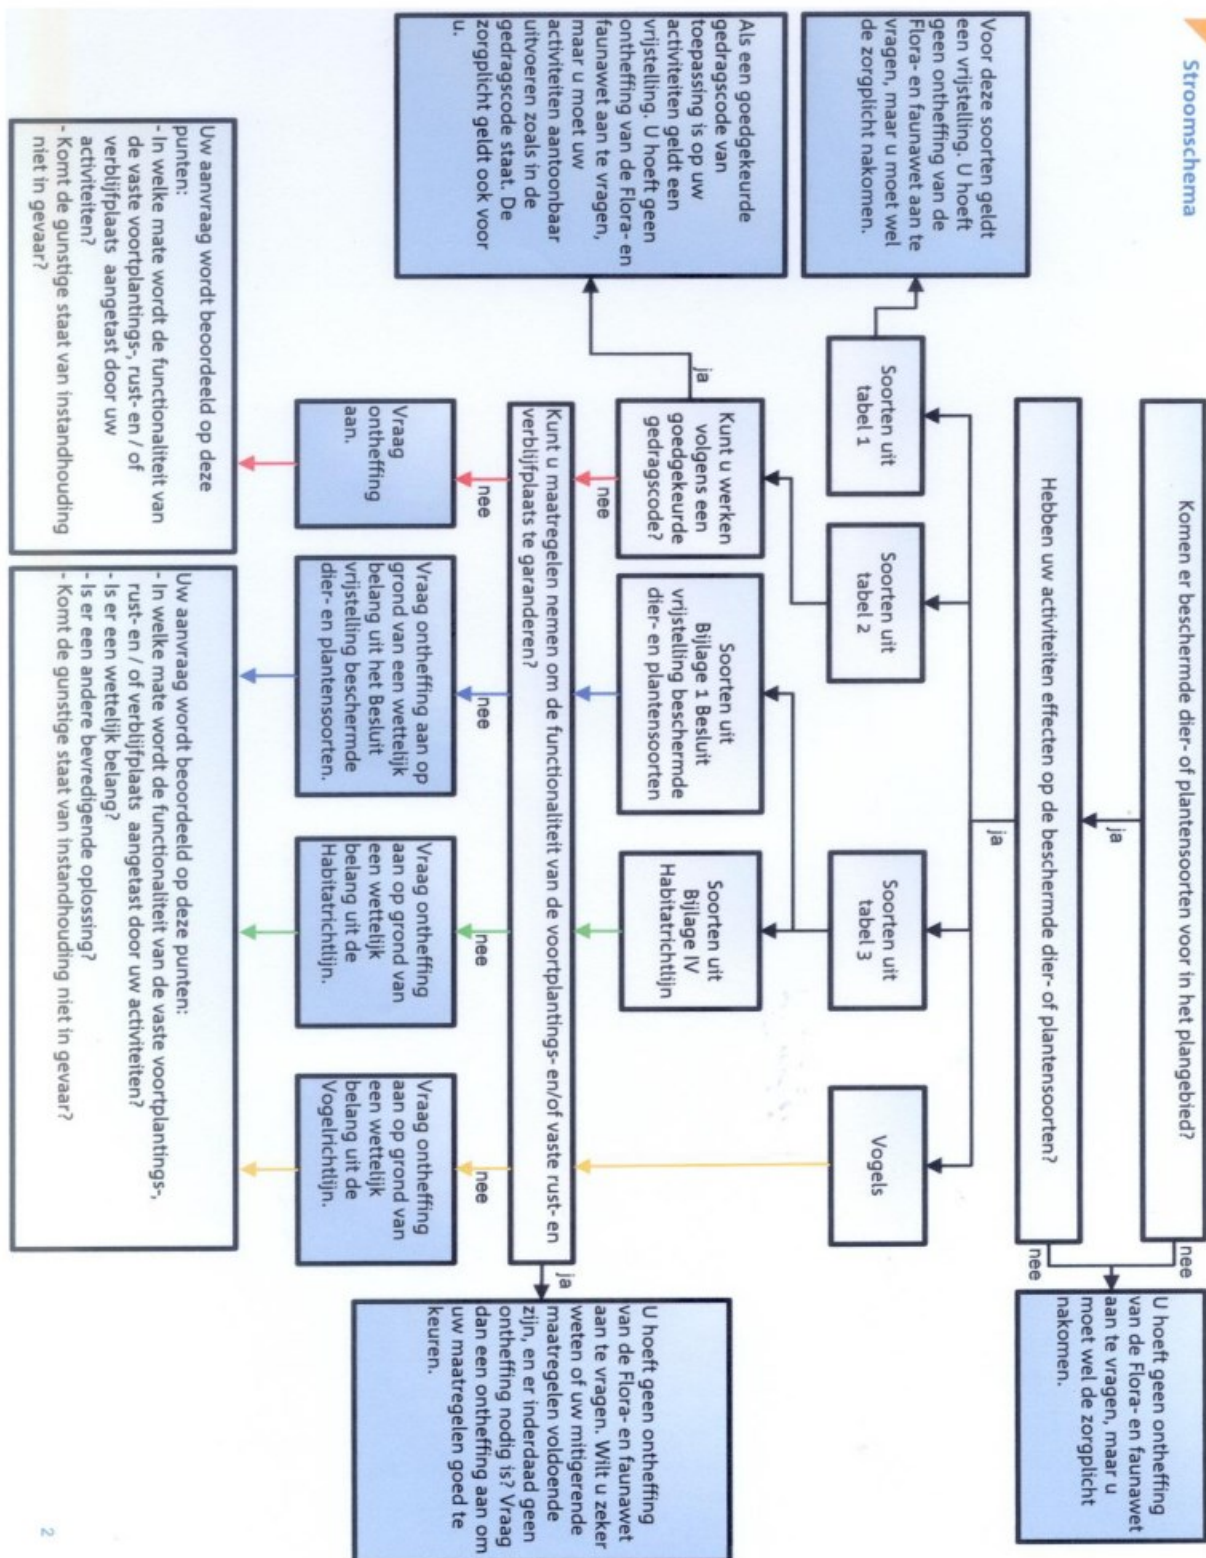 Stroomschema
Komen er beschermde dier- of plantensoorten voor in het plangebied?
nee
ja
U hoeft geen ontheffing
van de Flora- en faunawet
aan te vragen, maar u
moet wel de zorgplicht
nakomen.
Hebben uw activiteiten effecten op de beschermde dier- of plantensoorten?
nee
ja
Voor deze soorten geldt
een vrijstelling. U hoeft
geen ontheffing van de
Flora- en faunawet aan te
vragen, maar u moet wel
de zorgplicht nakomen.
Soorten uit
tabel 1
Soorten uit
tabel 2
Soorten uit
tabel 3
Vogels
Als een goedgekeurde
gedragscode van
toepassing is op uw
activiteiten geldt een
vrijstelling. U hoeft geen
ontheffing van de Flora- en
faunawet aan te vragen,
maar u moet uw
activiteiten aantoonbaar
uitvoeren zoals in de
gedragscode staat. De
zorgplicht geldt ook voor
u.
ja
Kunt u werken
volgens een
goedgekeurde
gedragscode?
Soorten uit
Bijlage 1 Besluit
vrijstelling beschermde
dier- en plantensoorten
Soorten uit
Bijlage IV
Habitatrichtlijn
nee
Kunt u maatregelen nemen om de functionaliteit van de voortplantings- en/of vaste rust- en
verblijfplaats te garanderen?
ja
U hoeft geen ontheffing
van de Flora- en faunawet
aan te vragen. Wilt u zeker
weten of uw mitigerende
maatregelen voldoende
zijn, en er inderdaad geen
ontheffing nodig is? Vraag
dan een ontheffing aan om
uw maatregelen goed te
keuren.
nee
nee
nee
nee
Vraag
ontheffing
aan.
Vraag ontheffing aan op
grond van een wettelijk
belang uit het Besluit
vrijstelling beschermde
dier- en plantensoorten.
Vraag ontheffing
aan op grond van
een wettelijk
belang uit de
Habitatrichtlijn.
Vraag ontheffing
aan op grond van
een wettelijk
belang uit de
Vogelrichtlijn.
Uw aanvraag wordt beoordeeld op deze
punten:
- In welke mate wordt de functionaliteit van
de vaste voortplantings-, rust- en / of
verblijfplaats aangetast door uw
activiteiten?
- Komt de gunstige staat van instandhouding
niet in gevaar?
Uw aanvraag wordt beoordeeld op deze punten:
- In welke mate wordt de functionaliteit van de vaste voortplantings-,
rust- en / of verblijfplaats aangetast door uw activiteiten?
- Is er een wettelijk belang?
- Is er een andere bevredigende oplossing?
- Komt de gunstige staat van instandhouding niet in gevaar?
2